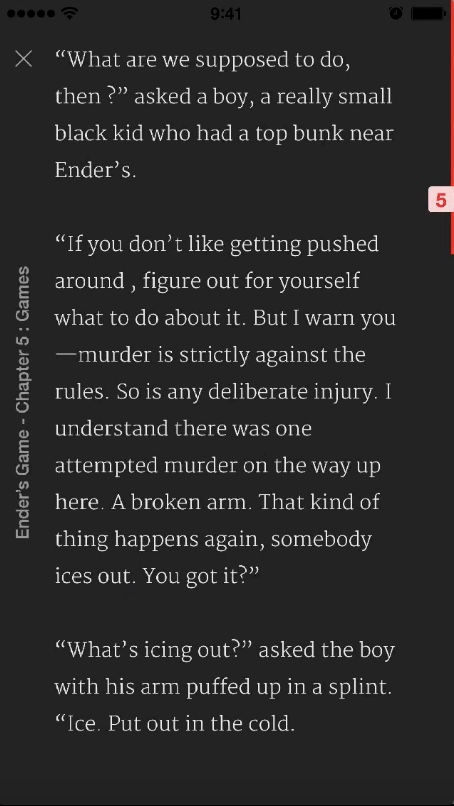 9:41
“What are we supposed to do,
then ?” asked a boy, a really small
black kid who had a top bunk near
Ender’s.
5
“If you don’t like getting pushed
around , figure out for yourself
what to do about it. But I warn you
—murder is strictly against the
rules. So is any deliberate injury. I
understand there was one
attempted murder on the way up
here. A broken arm. That kind of
thing happens again, somebody
ices out. You got it?”
Ender's Game - Chapter 5 : Games
“What’s icing out?” asked the boy
with his arm puffed up in a splint.
“Ice. Put out in the cold.